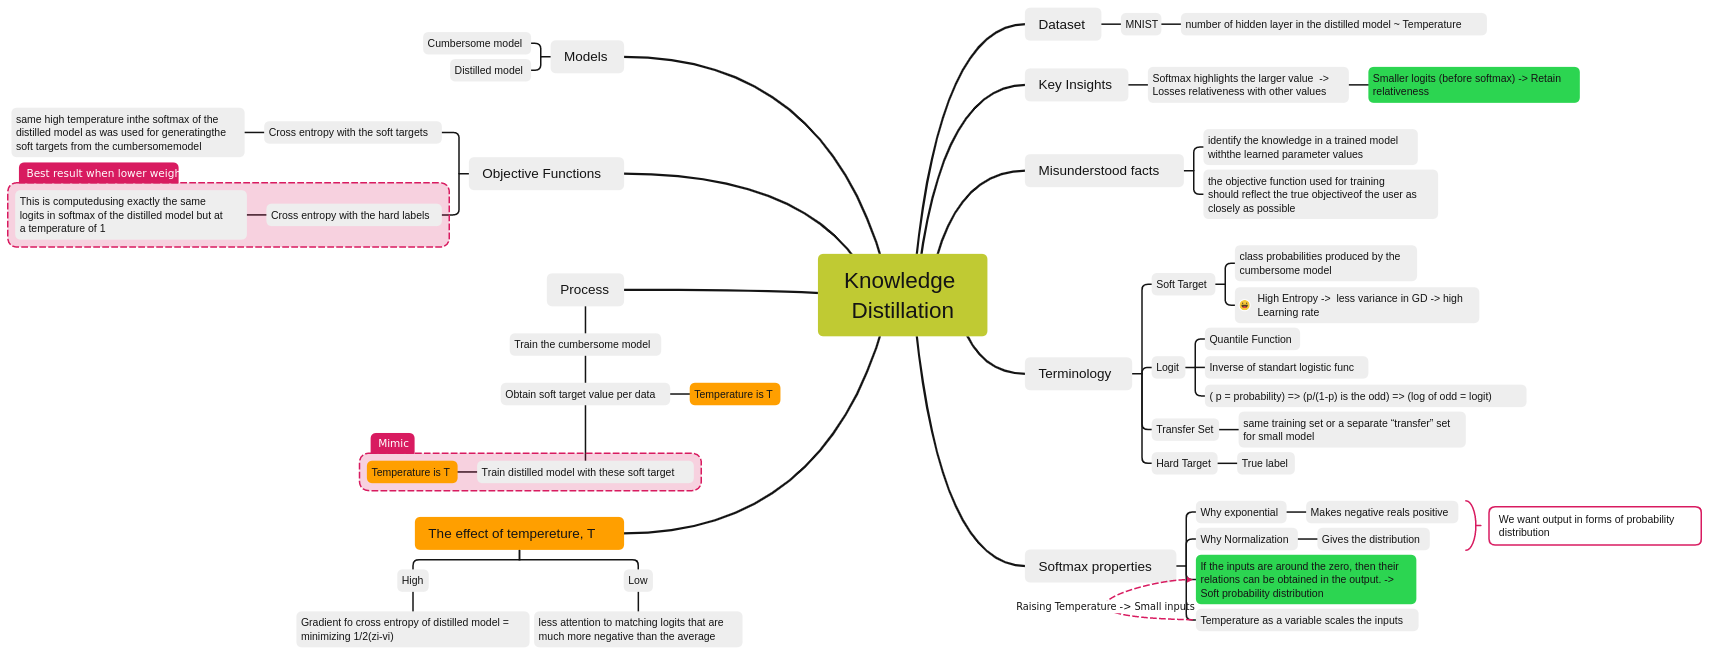 Knowledge
Distillation
Models
Cumbersome model
Distilled model
Objective Functions
Cross entropy with the soft targets
same high temperature inthe softmax of the
distilled model as was used for generatingthe
soft targets from the cumbersomemodel
Best result when lower weigh
Cross entropy with the hard labels
This is computedusing exactly the same
logits in softmax of the distilled model but at
a temperature of 1
Process
Train the cumbersome model
Obtain soft target value per data
Temperature is T
Mimic
Temperature is T
Train distilled model with these soft target
The effect of tempereture, T
High
Low
Gradient fo cross entropy of distilled model =
minimizing 1/2(zi-vi)
less attention to matching logits that are
much more negative than the average
Dataset
MNIST
number of hidden layer in the distilled model ~ Temperature
Key Insights
Softmax highlights the larger value  ->
Losses relativeness with other values
Smaller logits (before softmax) -> Retain
relativeness
Misunderstood facts
identify the knowledge in a trained model
withthe learned parameter values
the objective function used for training
should reflect the true objectiveof the user as
closely as possible
Terminology
Soft Target
class probabilities produced by the
cumbersome model
High Entropy ->  less variance in GD -> high
Learning rate
Logit
Quantile Function
Inverse of standart logistic func
( p = probability) => (p/(1-p) is the odd) => (log of odd = logit)
Transfer Set
same training set or a separate “transfer” set
for small model
Hard Target
True label
Softmax properties
Why exponential
Makes negative reals positive
Why Normalization
Gives the distribution
We want output in forms of probability
distribution
If the inputs are around the zero, then their
relations can be obtained in the output. ->
Soft probability distribution
Raising Temperature -> Small inputs
Temperature as a variable scales the inputs